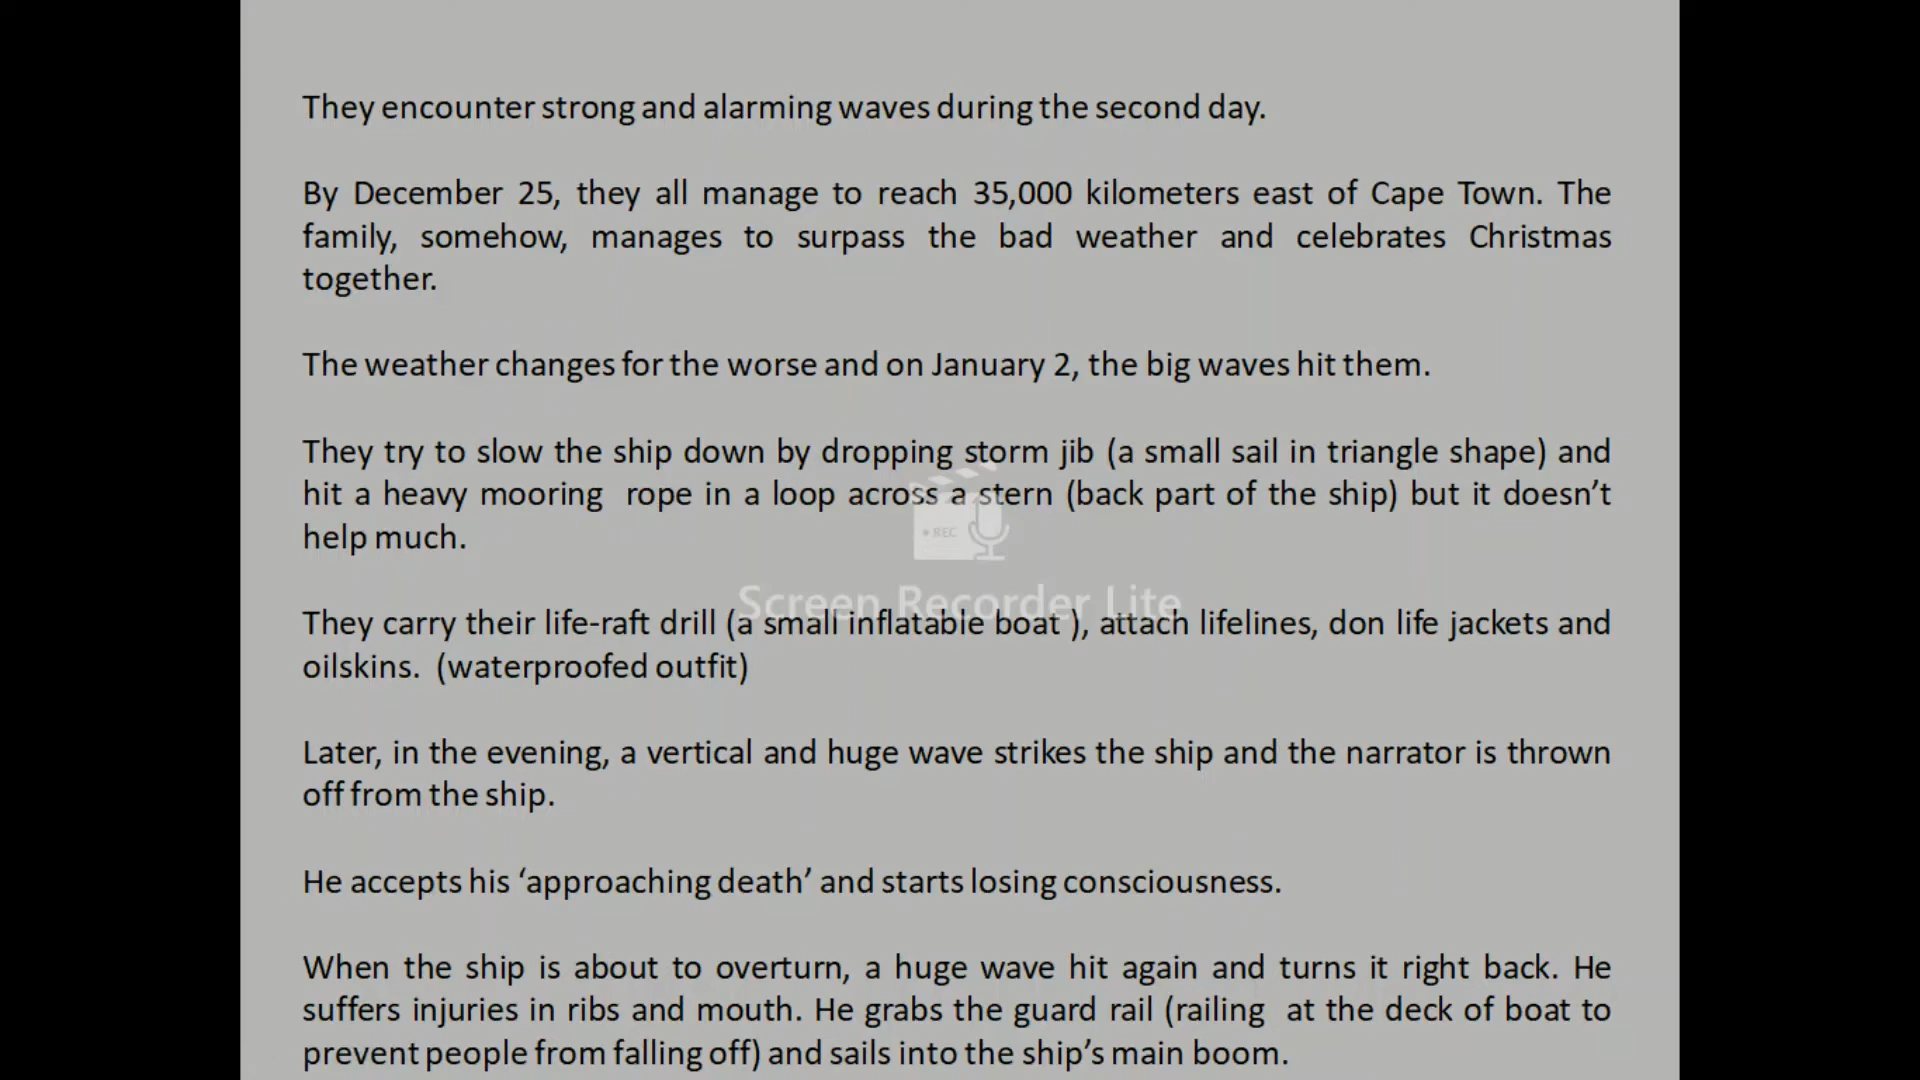 They encounter strong and alarming waves during the second day.
By December 25, they all manage to reach 35,000 kilometers east of Cape Town. The
family, somehow, manages to surpass the bad weather and celebrates Christmas
together.
The weather changes for the worse and on January 2, the big waves hit them.
They try to slow the ship down by dropping storm jib (a small sail in triangle shape) and
hit a heavy mooring rope in a loop across a stern (back part of the ship) but it doesn’t
help much.
• REC
Screen Recorder Lite
They carry their life-raft drill (a small inflatable boat ), attach lifelines, don life jackets and
oilskins. (waterproofed outfit)
Later, in the evening, a vertical and huge wave strikes the ship and the narrator is thrown
off from the ship.
He accepts his ‘approaching death’ and starts losing consciousness.
When the ship is about to overturn, a huge wave hit again and turns it right back. He
suffers injuries in ribs and mouth. He grabs the guard rail (railing at the deck of boat to
prevent people from falling off) and sails into the ship’s main boom.